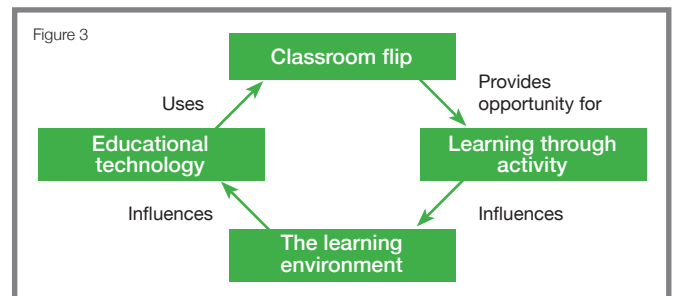 Figure 3
Classroom flip
Provides
opportunity for
Uses
Educational
technology
Learning through
activity
Influences
Influences
The learning
environment